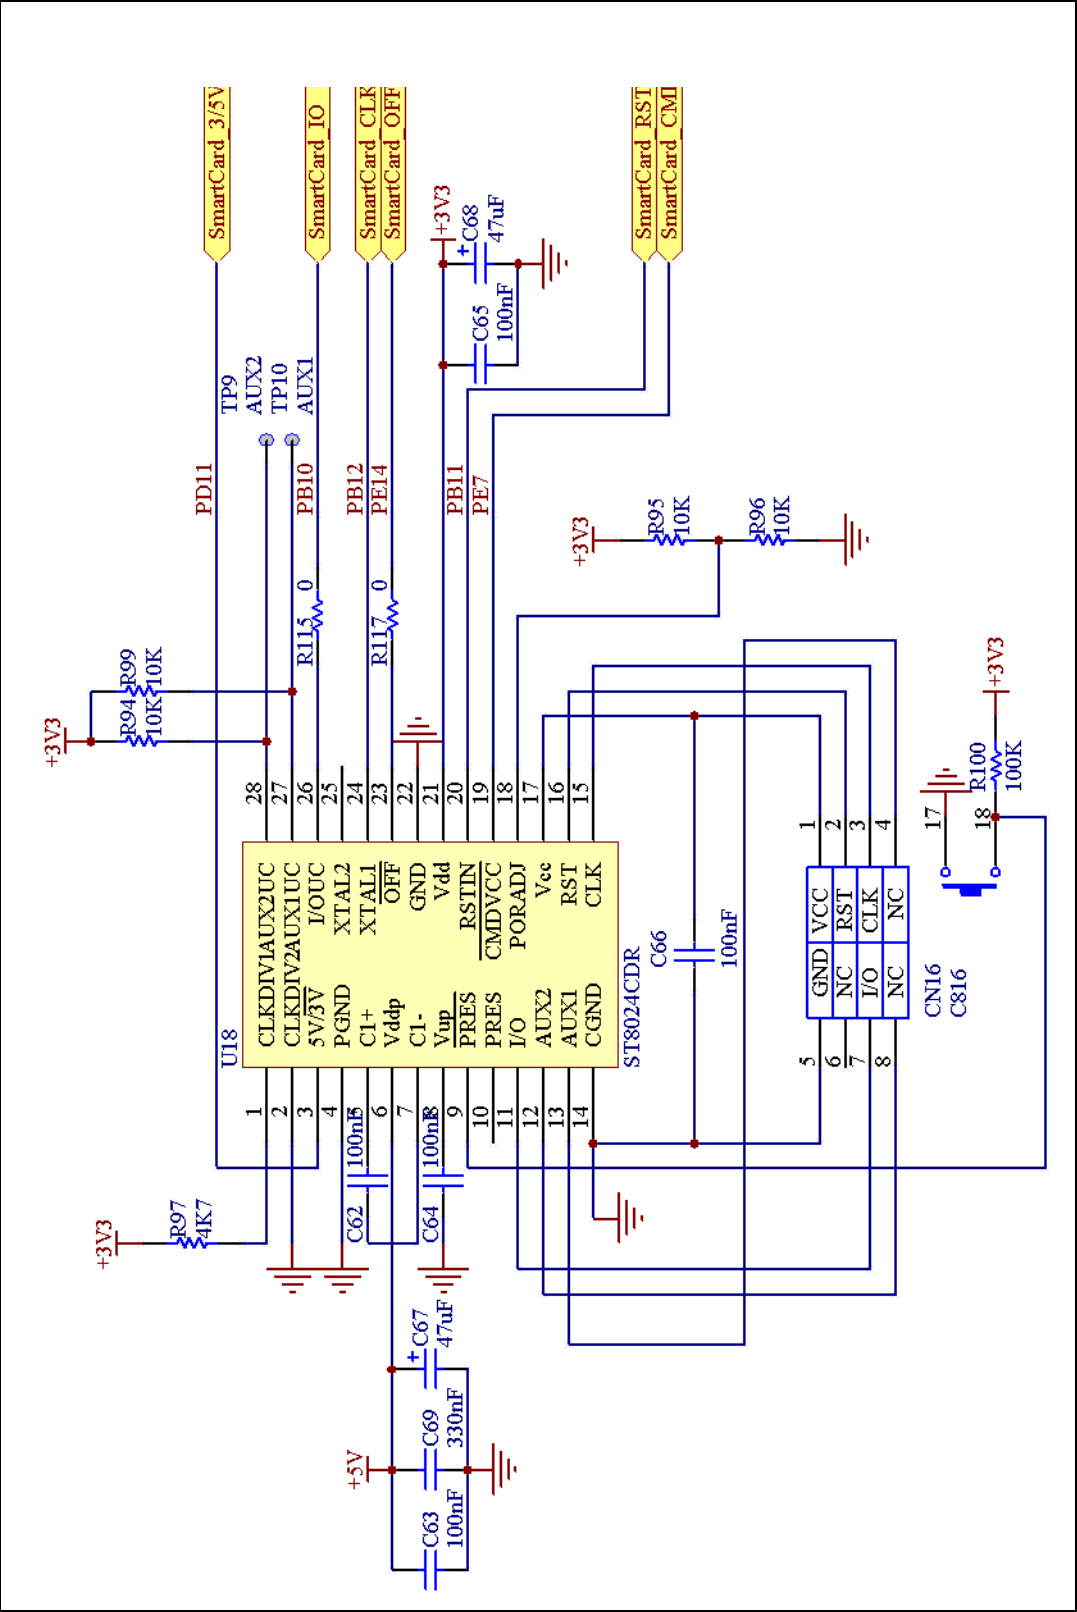 SmartCard_3/5V
SmartCard_IO
SmartCard_CLK
SmartCard_OFF
SmartCard_RST
SmartCard_CMD
+3V3
C68
47uF
C65
100nF
TP9
AUX2
TP10
AUX1
PD11
PB10
PB12
PE14
PB11
PE7
+3V3
R95
10K
R96
10K
R115
0
R117
0
+3V3
R99
10K
R94
10K
28
27
26
25
24
23
22
21
20
19
18
17
16
15
CLKDIV1AUX2UC
CLKDIV2AUX1UC
5V/3V
I/OUC
PGND
XTAL2
C1+
XTAL1
Vddp
OFF
C1-
GND
Vup
Vdd
PRES
RSTIN
PRES
CMDVCC
I/O
PORADJ
AUX2
Vcc
AUX1
RST
CGND
CLK
U18
ST8024CDR
1
2
3
4
5
6
7
8
9
10
11
12
13
14
C66
100nF
+3V3
R100
100K
17
18
1
2
3
4
GND VCC
NC RST
I/O CLK
NC NC
5
6
7
8
CN16
C816
+3V3
R97
4K7
C62
100nF
C64
100nF
+5V
C67
47uF
C69
330nF
C63
100nF